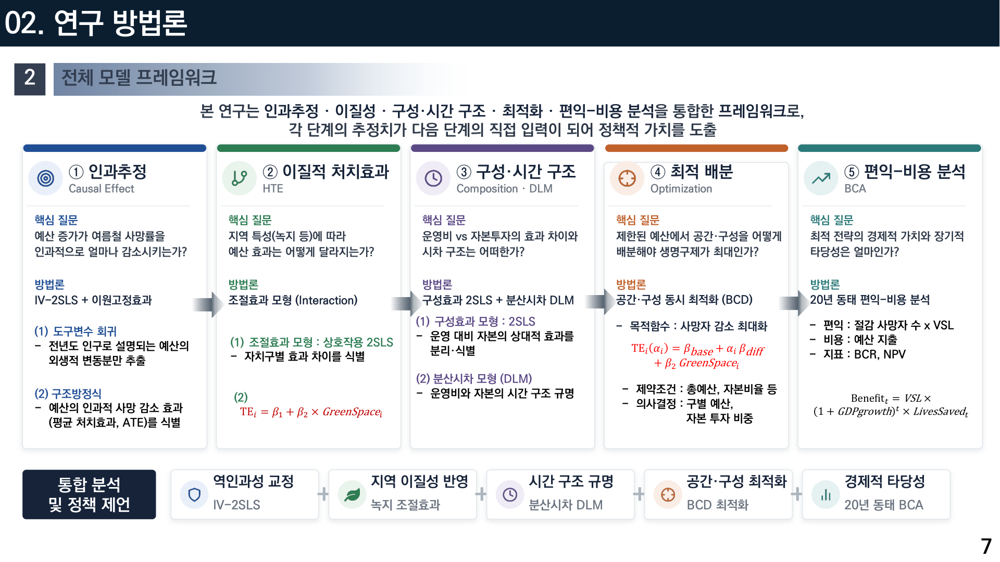 02. 연구 방법론
2
전체 모델 프레임워크
본 연구는 인과추정 · 이질성 · 구성·시간 구조 · 최적화 · 편익-비용 분석을 통합한 프레임워크로,
각 단계의 추정치가 다음 단계의 직접 입력이 되어 정책적 가치를 도출
① 인과추정
Causal Effect
핵심 질문
예산 증가가 여름철 사망률을
인과적으로 얼마나 감소시키는가?
방법론
IV-2SLS + 이원고정효과
(1) 도구변수 회귀
- 전년도 인구로 설명되는 예산의
외생적 변동분만 추출
(2) 구조방정식
- 예산의 인과적 사망 감소 효과
(평균 처치효과, ATE)를 식별
② 이질적 처치효과
HTE
핵심 질문
지역 특성(녹지 등)에 따라
예산 효과는 어떻게 달라지는가?
방법론
조절효과 모형 (Interaction)
(1) 조절효과 모형 : 상호작용 2SLS
- 자치구별 효과 차이를 식별
(2)
TEᵢ = β₁ + β₂ × GreenSpaceᵢ
③ 구성·시간 구조
Composition · DLM
핵심 질문
운영비 vs 자본투자의 효과 차이와
시차 구조는 어떠한가?
방법론
구성효과 2SLS + 분산시차 DLM
(1) 구성효과 모형 : 2SLS
- 운영 대비 자본의 상대적 효과를
분리·식별
(2) 분산시차 모형 (DLM)
- 운영비와 자본의 시간 구조 규명
④ 최적 배분
Optimization
핵심 질문
제한된 예산에서 공간·구성을 어떻게
배분해야 생명구제가 최대인가?
방법론
공간·구성 동시 최적화 (BCD)
- 목적함수 : 사망자 감소 최대화
TEᵢ(αᵢ) = β_base + αᵢ β_diff
+ β₂ GreenSpaceᵢ
- 제약조건 : 총예산, 자본비율 등
- 의사결정 : 구별 예산,
자본 투자 비중
⑤ 편익-비용 분석
BCA
핵심 질문
최적 전략의 경제적 가치와 장기적
타당성은 얼마인가?
방법론
20년 동태 편익-비용 분석
- 편익 : 절감 사망자 수 x VSL
- 비용 : 예산 지출
- 지표 : BCR, NPV
Benefitₜ = VSL ×
(1 + GDPgrowth)ᵗ × LivesSavedₜ
통합 분석
및 정책 제언
역인과성 교정
IV-2SLS
+
지역 이질성 반영
녹지 조절효과
+
시간 구조 규명
분산시차 DLM
+
공간·구성 최적화
BCD 최적화
+
경제적 타당성
20년 동태 BCA
7